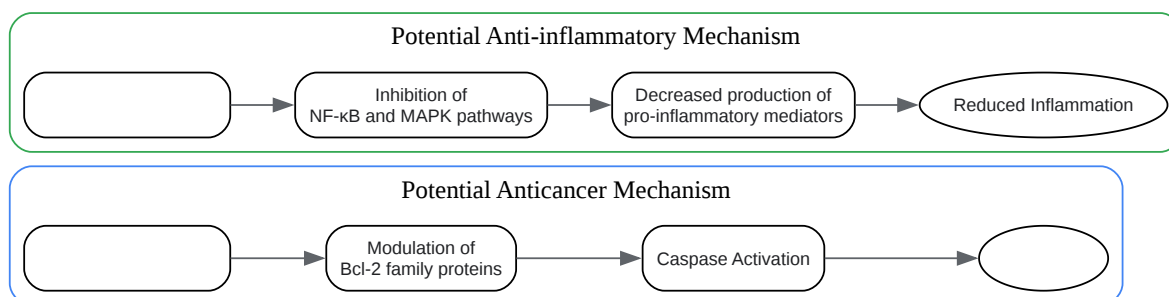 Potential Anti-inflammatory Mechanism
Inhibition of
NF-κB and MAPK pathways
Decreased production of
pro-inflammatory mediators
Reduced Inflammation
Potential Anticancer Mechanism
Modulation of
Bcl-2 family proteins
Caspase Activation